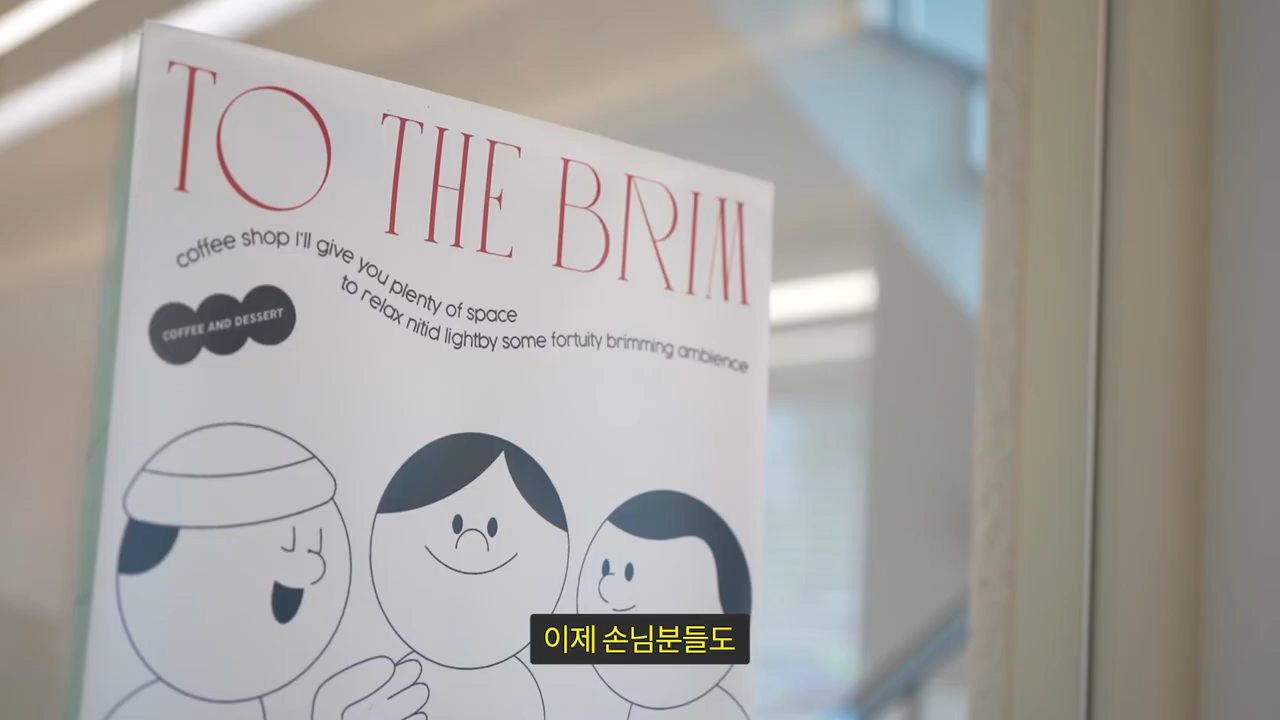 TO THE BRIM
coffee shop I'll give you plenty of space
to relax nitid lightby some fortuity brimming ambience
COFFEE AND DESSERT
이제 손님분들도